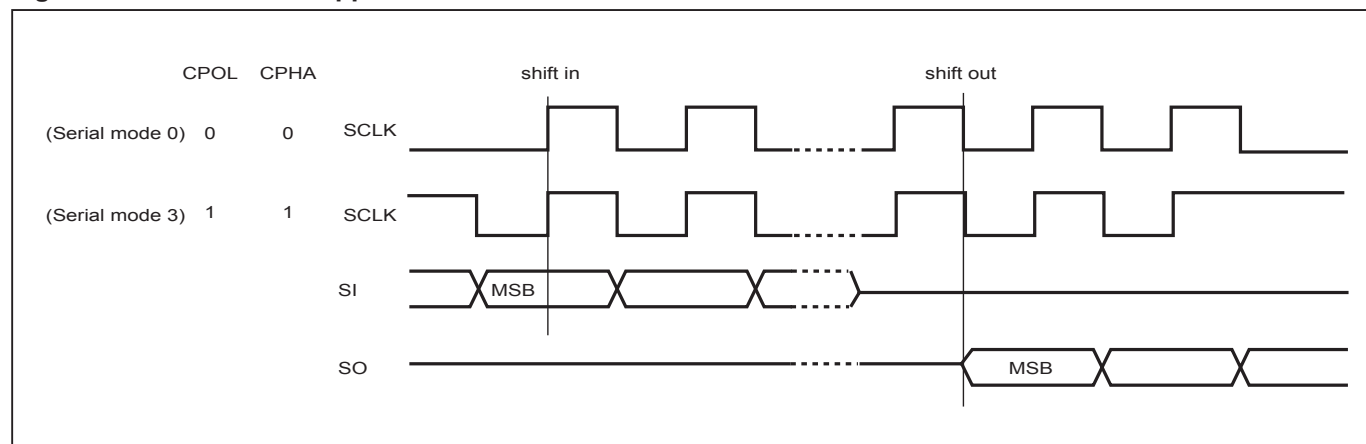 CPOL CPHA shift in shift out
(Serial mode 0) 0 0 SCLK
(Serial mode 3) 1 1 SCLK
SI MSB
SO MSB